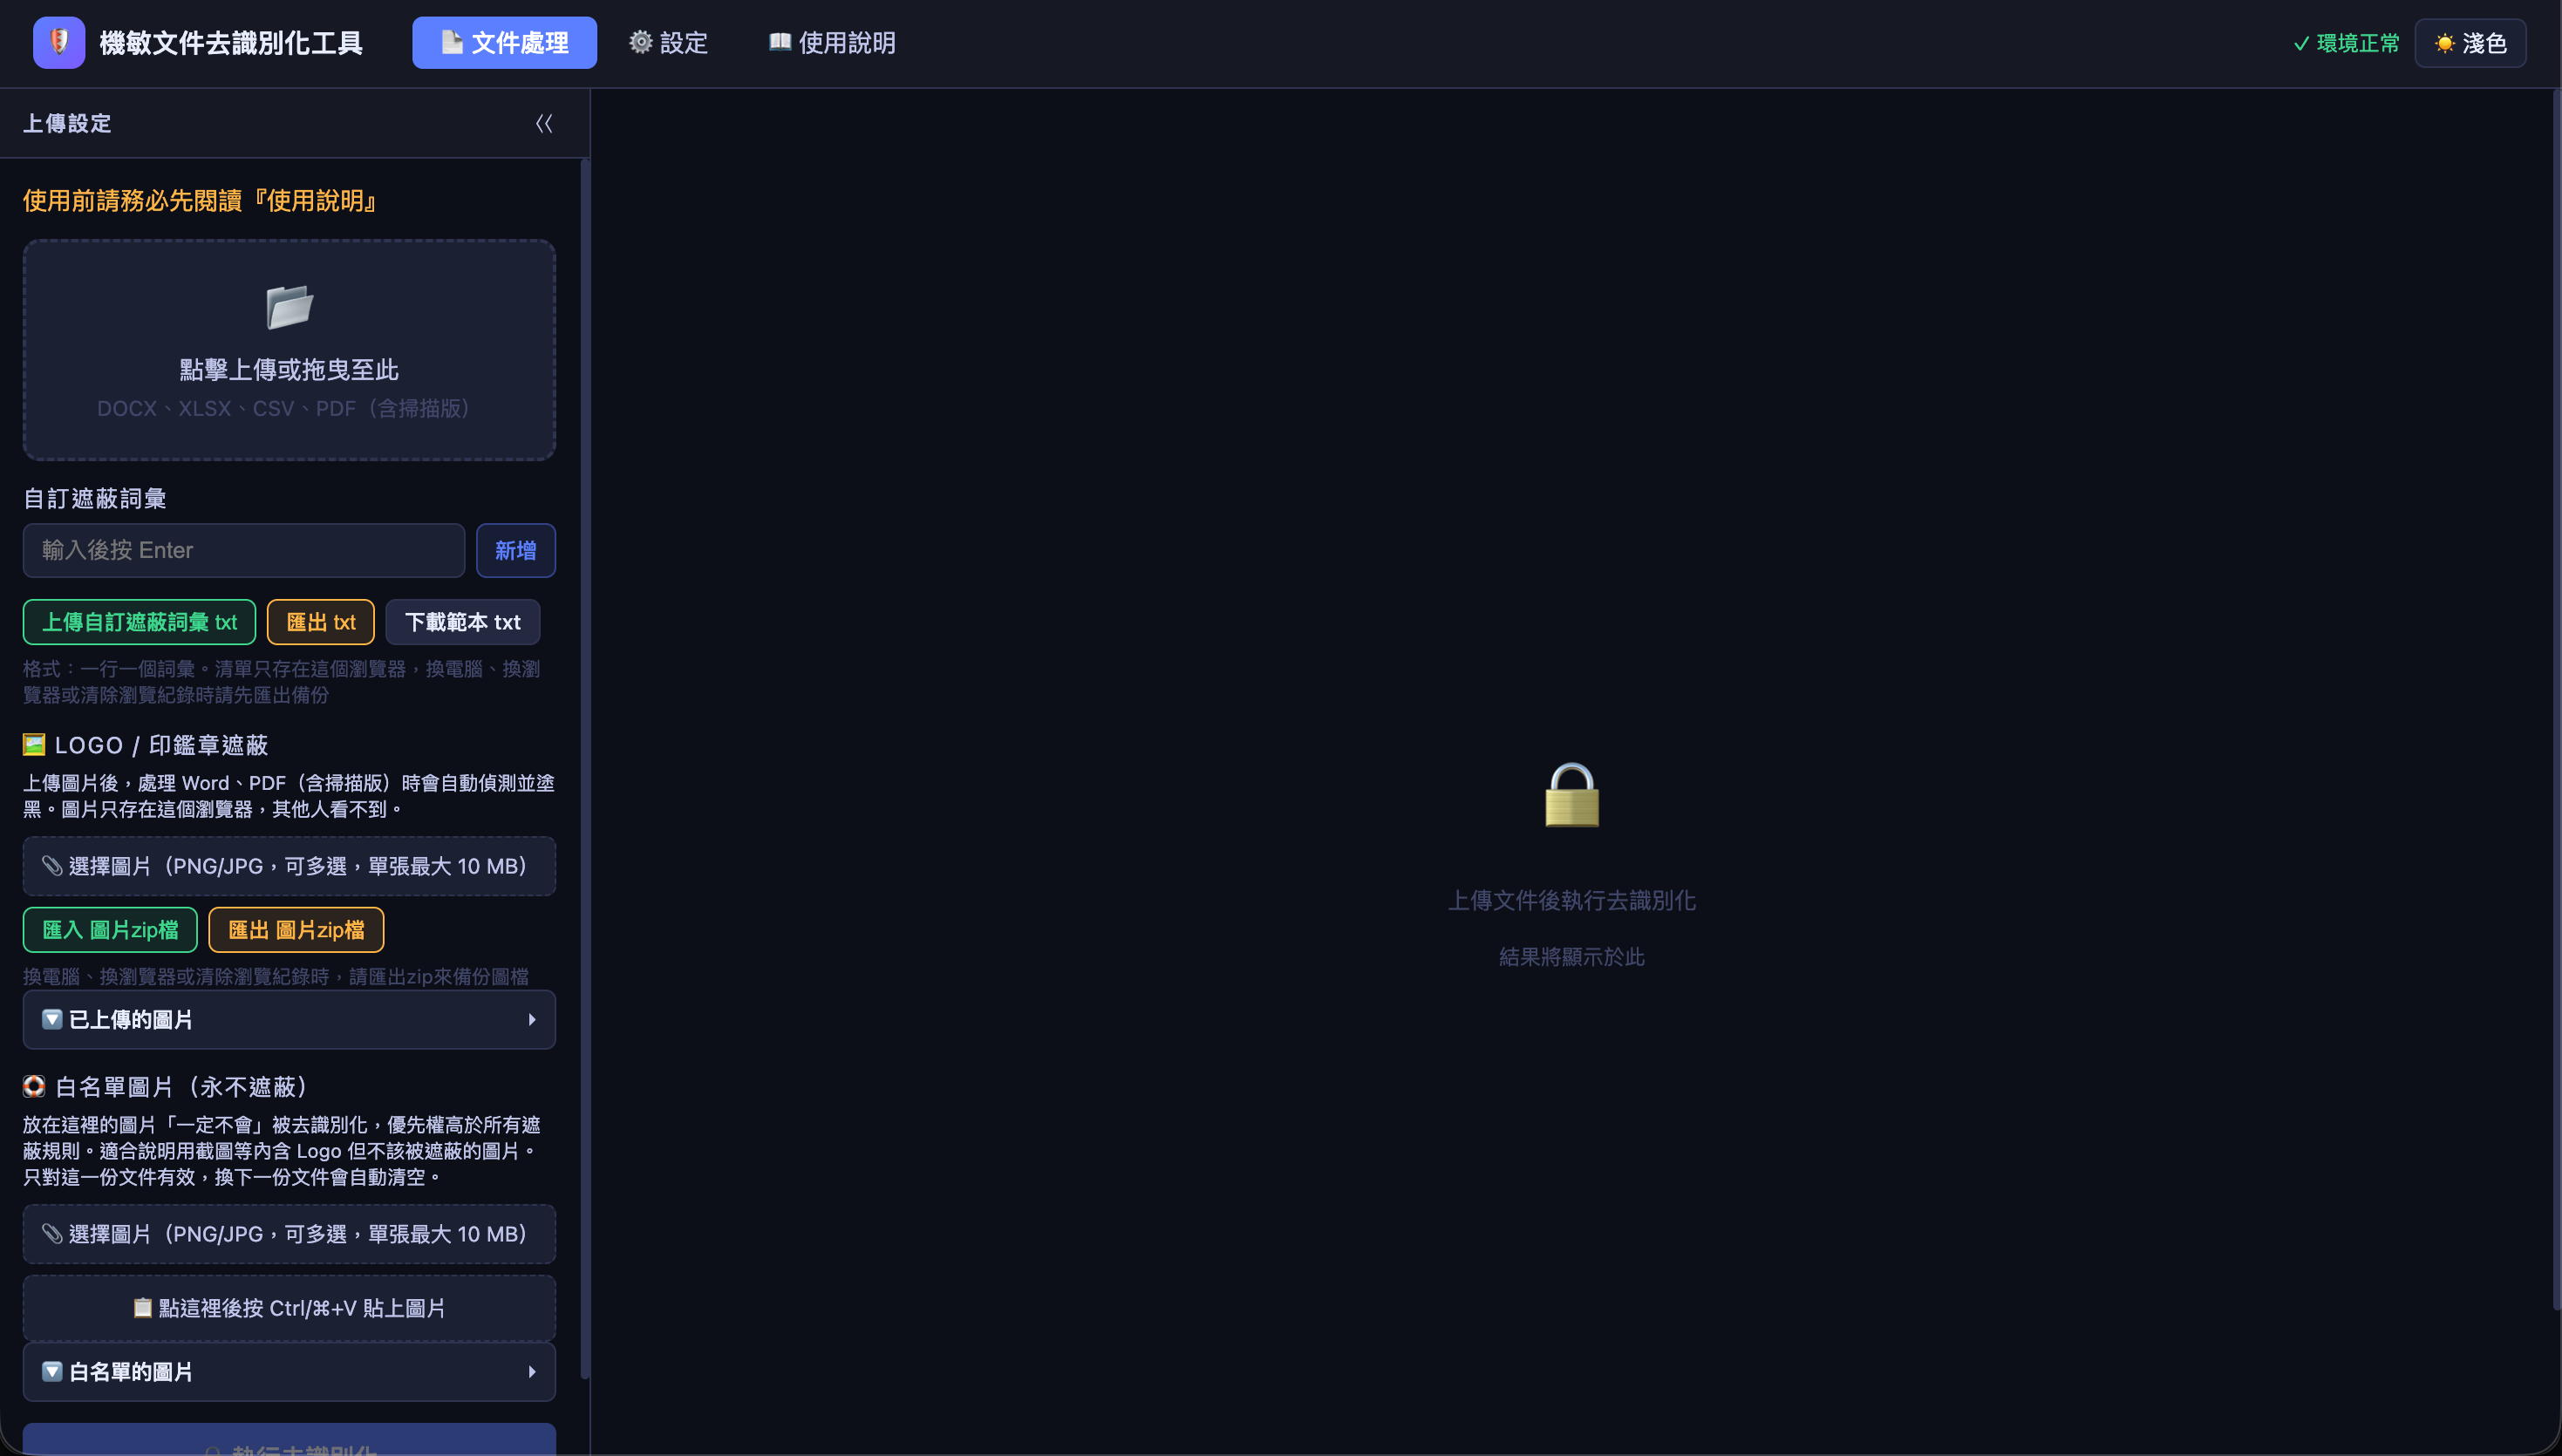 機敏文件去識別化工具
文件處理
設定
使用說明
✓ 環境正常
淺色
上傳設定
使用前請務必先閱讀『使用說明』
點擊上傳或拖曳至此
DOCX、XLSX、CSV、PDF（含掃描版）
自訂遮蔽詞彙
輸入後按 Enter
新增
上傳自訂遮蔽詞彙 txt
匯出 txt
下載範本 txt
格式：一行一個詞彙。清單只存在這個瀏覽器，換電腦、換瀏
覽器或清除瀏覽紀錄時請先匯出備份
LOGO / 印鑑章遮蔽
上傳圖片後，處理 Word、PDF（含掃描版）時會自動偵測並塗
黑。圖片只存在這個瀏覽器，其他人看不到。
選擇圖片（PNG/JPG，可多選，單張最大 10 MB）
匯入 圖片zip檔
匯出 圖片zip檔
換電腦、換瀏覽器或清除瀏覽紀錄時，請匯出zip來備份圖檔
已上傳的圖片
白名單圖片（永不遮蔽）
放在這裡的圖片「一定不會」被去識別化，優先權高於所有遮
蔽規則。適合說明用截圖等內含 Logo 但不該被遮蔽的圖片。
只對這一份文件有效，換下一份文件會自動清空。
選擇圖片（PNG/JPG，可多選，單張最大 10 MB）
點這裡後按 Ctrl/⌘+V 貼上圖片
白名單的圖片
執行去識別化
上傳文件後執行去識別化
結果將顯示於此